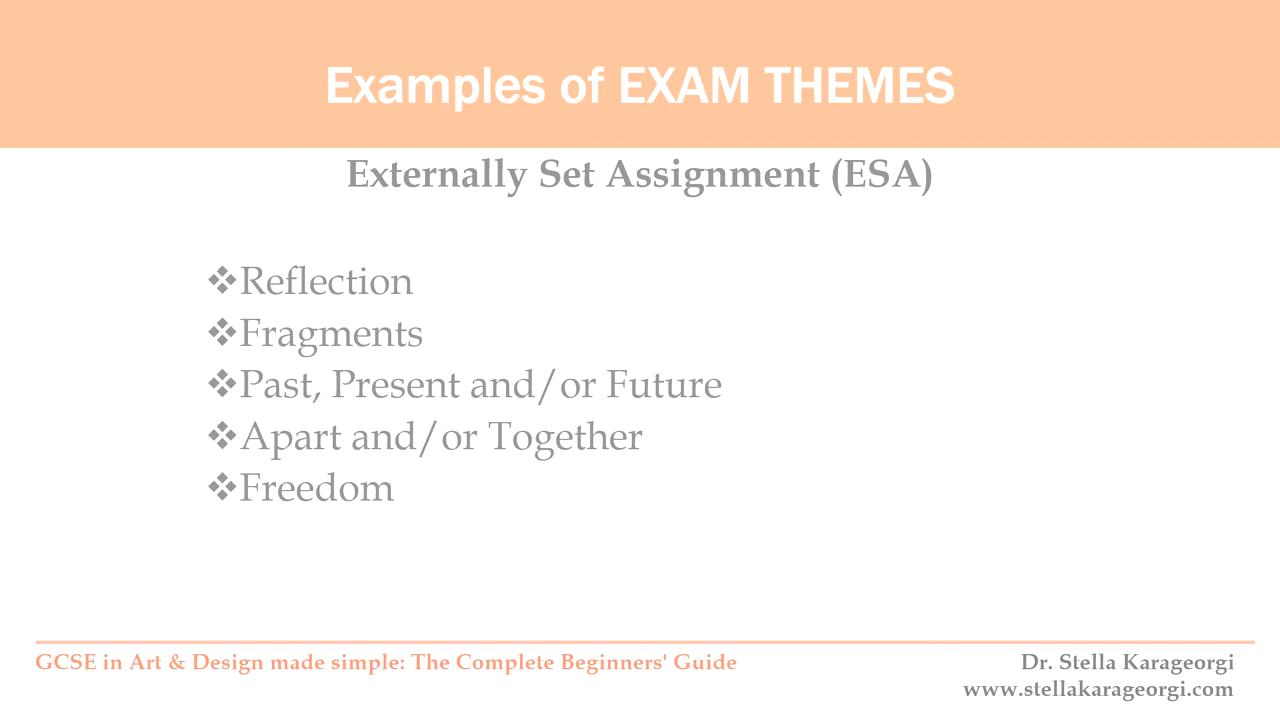 Examples of EXAM THEMES
Externally Set Assignment (ESA)
❖Reflection
❖Fragments
❖Past, Present and/or Future
❖Apart and/or Together
❖Freedom
GCSE in Art & Design made simple: The Complete Beginners' Guide
Dr. Stella Karageorgi
www.stellakarageorgi.com